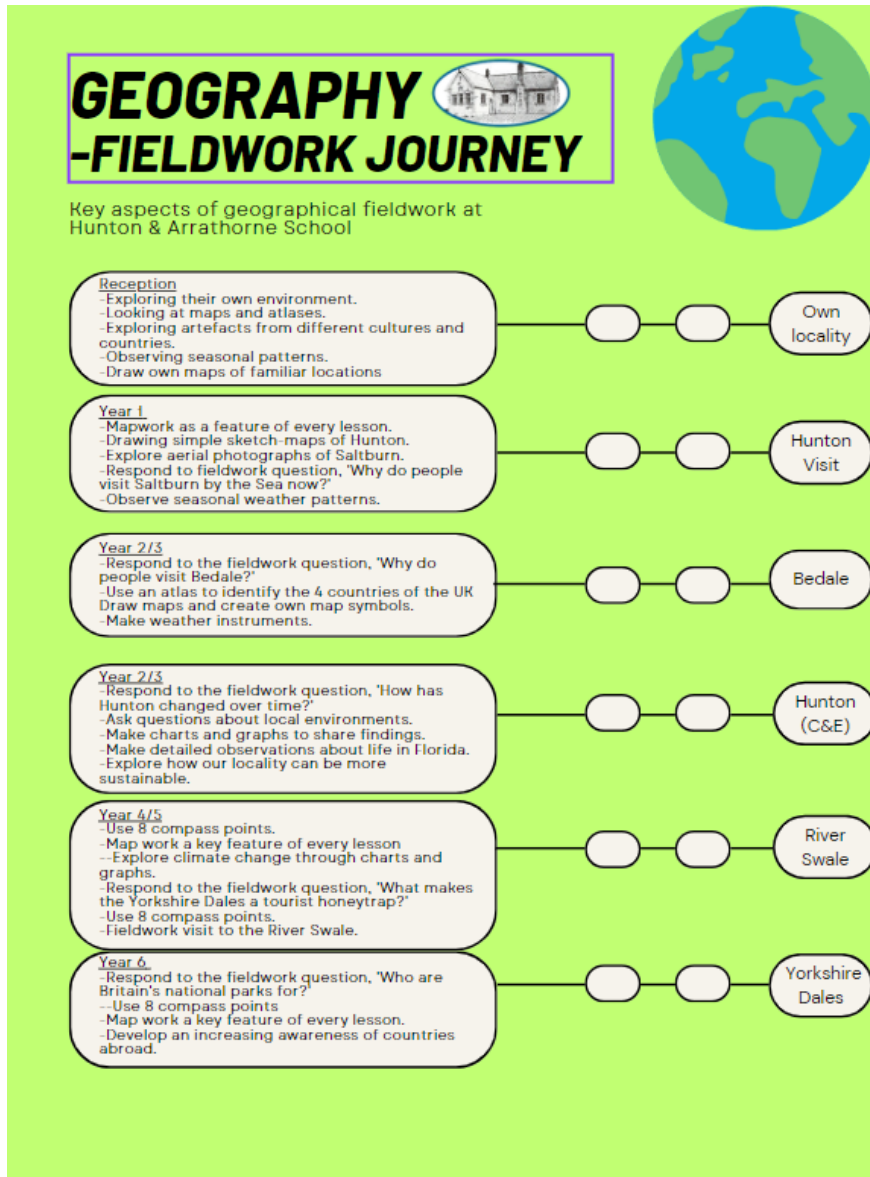 GEOGRAPHY
-FIELDWORK JOURNEY
Key aspects of geographical fieldwork at
Hunton & Arrathorne School
Reception
-Exploring their own environment.
-Looking at maps and atlases.
-Exploring artefacts from different cultures and
countries.
-Observing seasonal patterns.
-Draw own maps of familiar locations
Own
locality
Year 1
-Mapwork as a feature of every lesson.
-Drawing simple sketch-maps of Hunton.
-Explore aerial photographs of Saltburn.
-Respond to fieldwork question, 'Why do people
visit Saltburn by the Sea now?'
-Observe seasonal weather patterns.
Hunton
Visit
Year 2/3
-Respond to the fieldwork question, 'Why do
people visit Bedale?'
-Use an atlas to identify the 4 countries of the UK
Draw maps and create own map symbols.
-Make weather instruments.
Bedale
Year 2/3
-Respond to the fieldwork question, 'How has
Hunton changed over time?'
-Ask questions about local environments.
-Make charts and graphs to share findings.
-Make detailed observations about life in Florida.
-Explore how our locality can be more
sustainable.
Hunton
(C&E)
Year 4/5
-Use 8 compass points.
-Map work a key feature of every lesson
--Explore climate change through charts and
graphs.
-Respond to the fieldwork question, 'What makes
the Yorkshire Dales a tourist honeytrap?'
-Use 8 compass points.
-Fieldwork visit to the River Swale.
River
Swale
Year 6
-Respond to the fieldwork question, 'Who are
Britain's national parks for?'
--Use 8 compass points
-Map work a key feature of every lesson.
-Develop an increasing awareness of countries
abroad.
Yorkshire
Dales